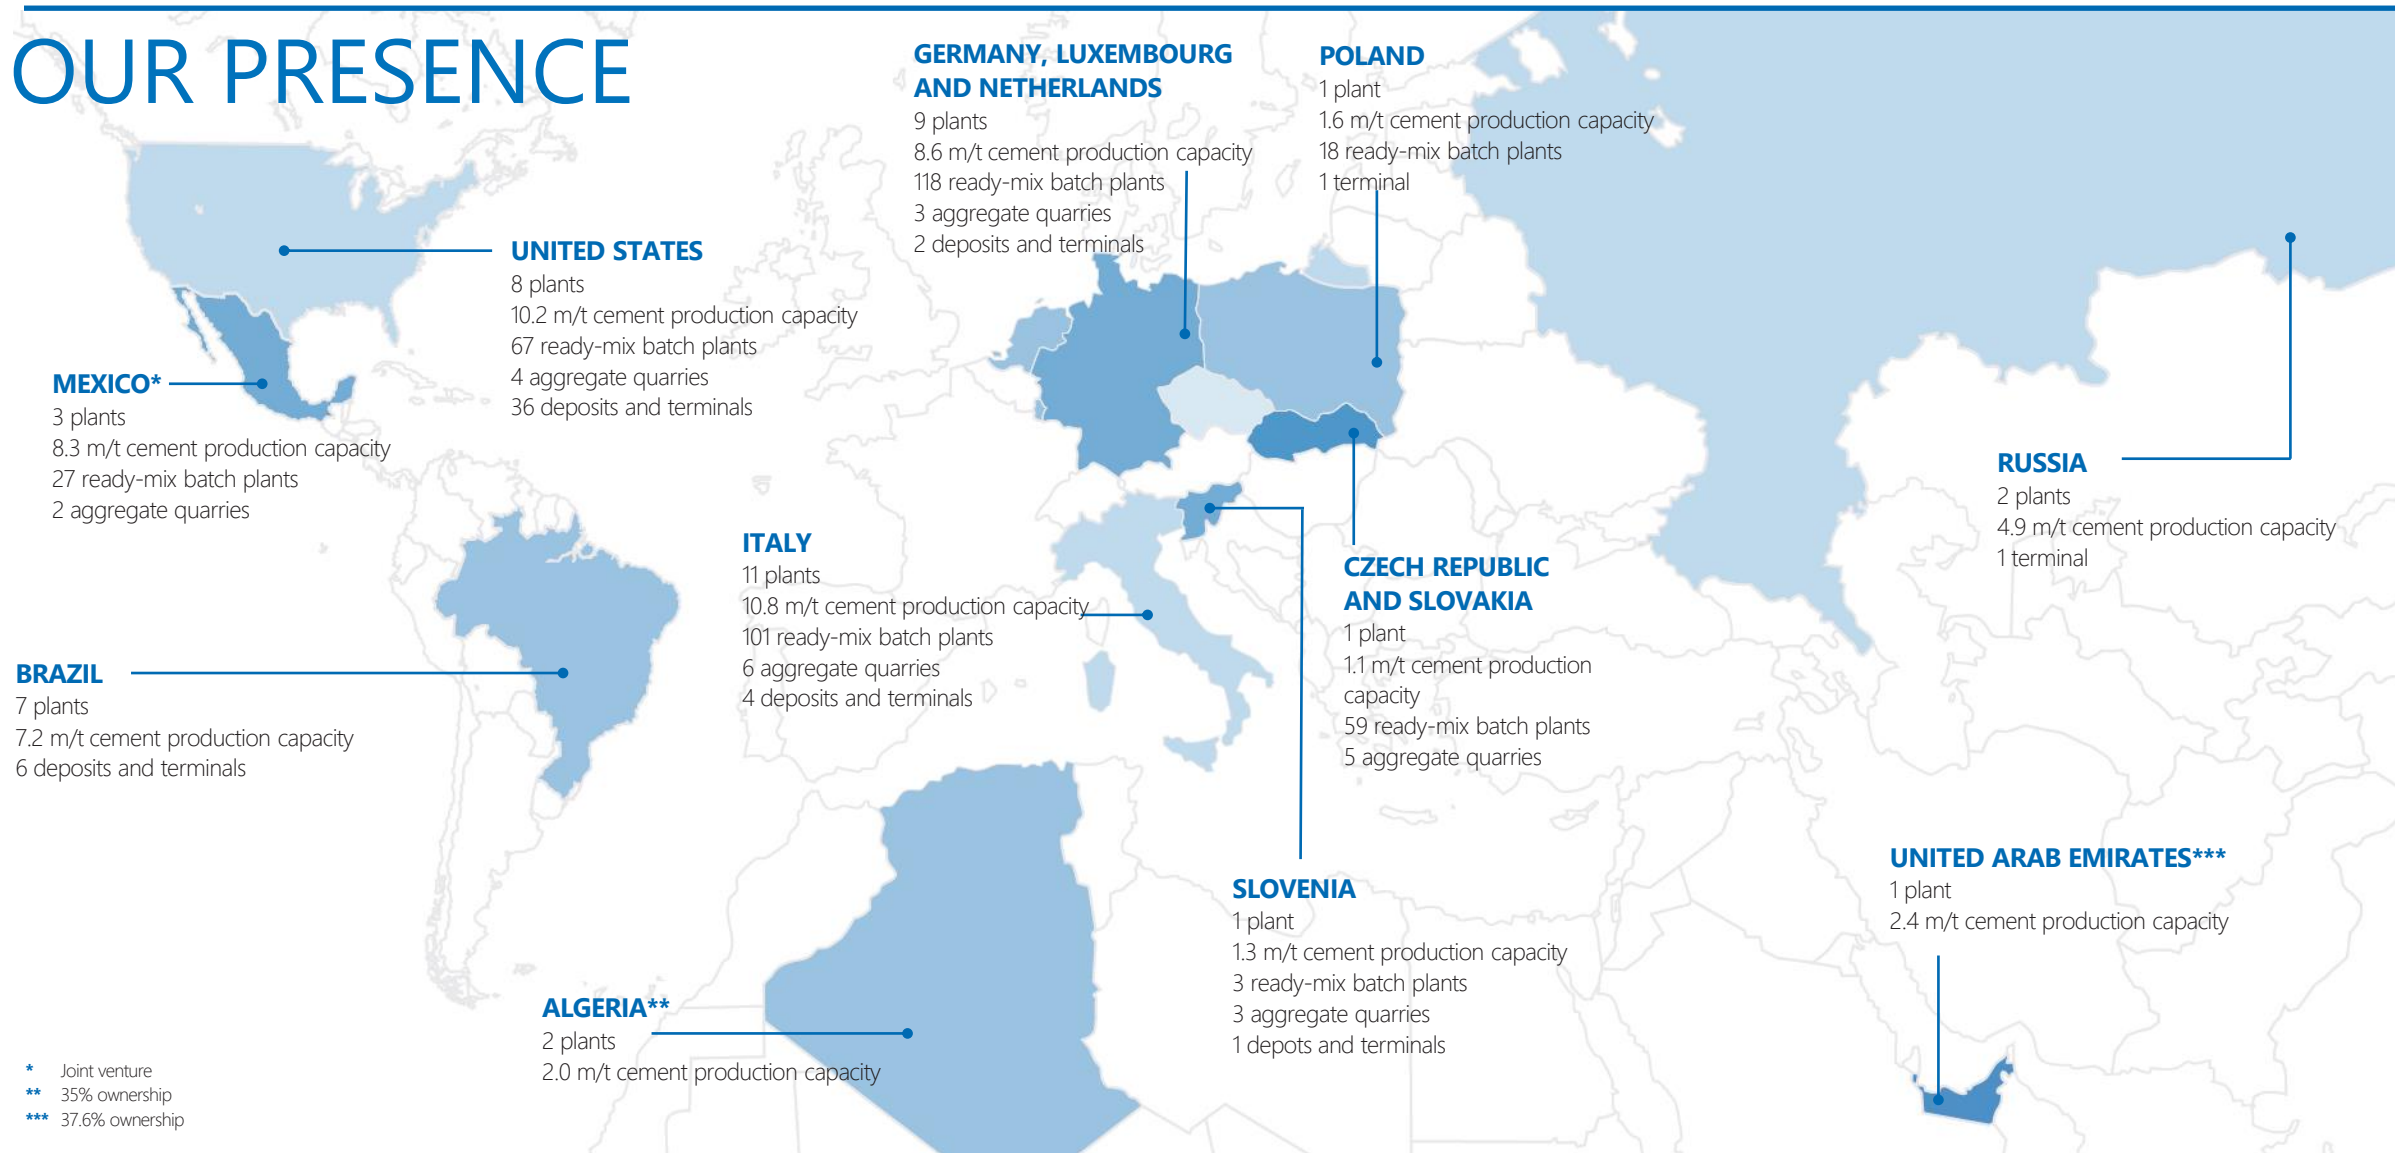 OUR PRESENCE
GERMANY, LUXEMBOURG
AND NETHERLANDS
9 plants
8.6 m/t cement production capacity
118 ready-mix batch plants
3 aggregate quarries
2 deposits and terminals
POLAND
1 plant
1.6 m/t cement production capacity
18 ready-mix batch plants
1 terminal
UNITED STATES
8 plants
10.2 m/t cement production capacity
67 ready-mix batch plants
4 aggregate quarries
36 deposits and terminals
MEXICO*
3 plants
8.3 m/t cement production capacity
27 ready-mix batch plants
2 aggregate quarries
RUSSIA
2 plants
4.9 m/t cement production capacity
1 terminal
ITALY
11 plants
10.8 m/t cement production capacity
101 ready-mix batch plants
6 aggregate quarries
4 deposits and terminals
CZECH REPUBLIC
AND SLOVAKIA
1 plant
1.1 m/t cement production
capacity
59 ready-mix batch plants
5 aggregate quarries
BRAZIL
7 plants
7.2 m/t cement production capacity
6 deposits and terminals
UNITED ARAB EMIRATES***
1 plant
2.4 m/t cement production capacity
SLOVENIA
1 plant
1.3 m/t cement production capacity
3 ready-mix batch plants
3 aggregate quarries
1 depots and terminals
ALGERIA**
2 plants
2.0 m/t cement production capacity
* Joint venture
** 35% ownership
*** 37.6% ownership